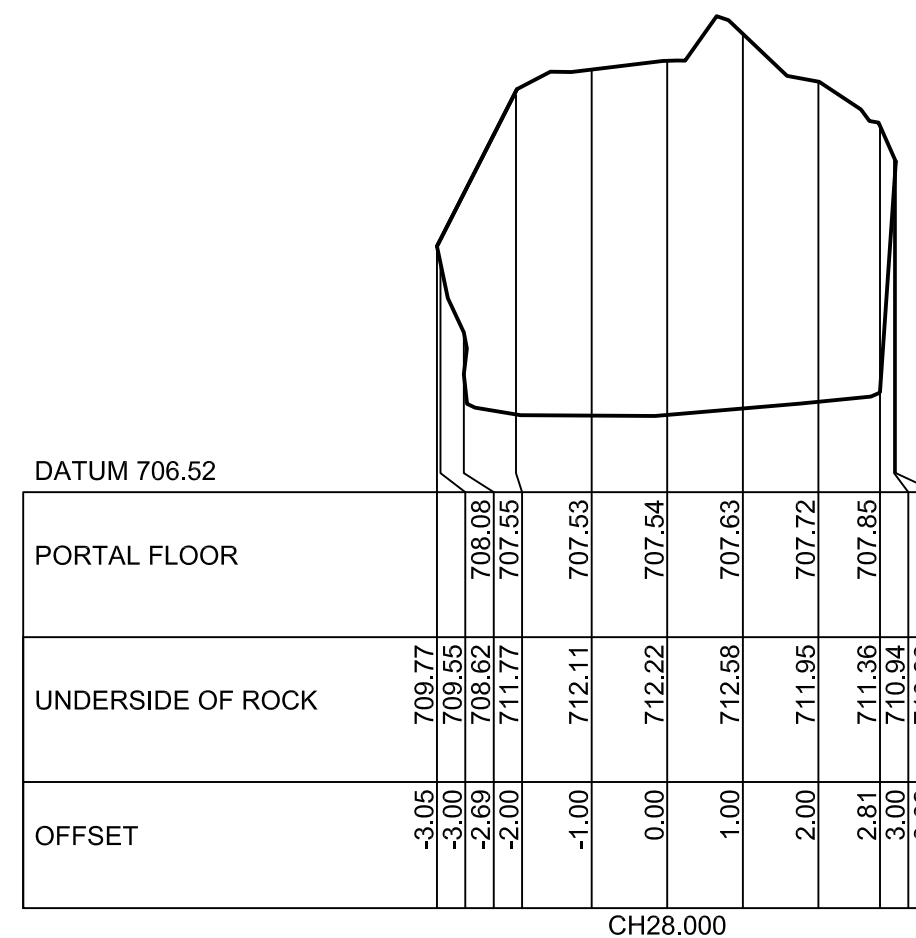 DATUM 706.52
PORTAL FLOOR 708.08 707.55 707.53 707.54 707.63 707.72 707.85
UNDERSIDE OF ROCK 709.77 709.55 708.62 711.77 712.11 712.22 712.58 711.95 711.36 710.94
OFFSET -3.05 -3.00 -2.69 -2.00 -1.00 0.00 1.00 2.00 2.81 3.00
CH28.000